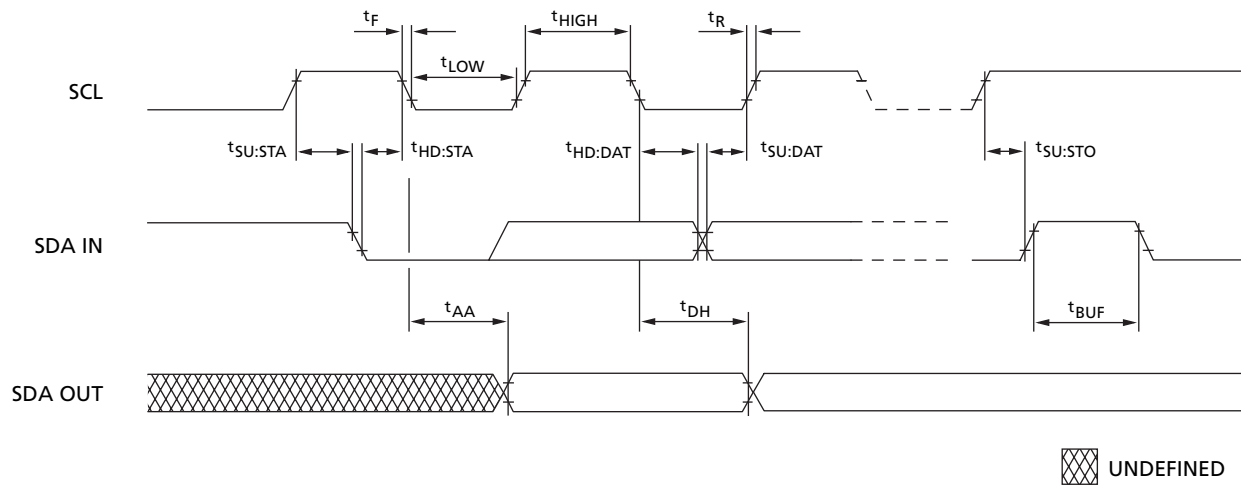 tF
tHIGH
tR
tLOW
SCL
tSU:STA
tHD:STA
tHD:DAT
tSU:DAT
tSU:STO
SDA IN
tAA
tDH
tBUF
SDA OUT
UNDEFINED